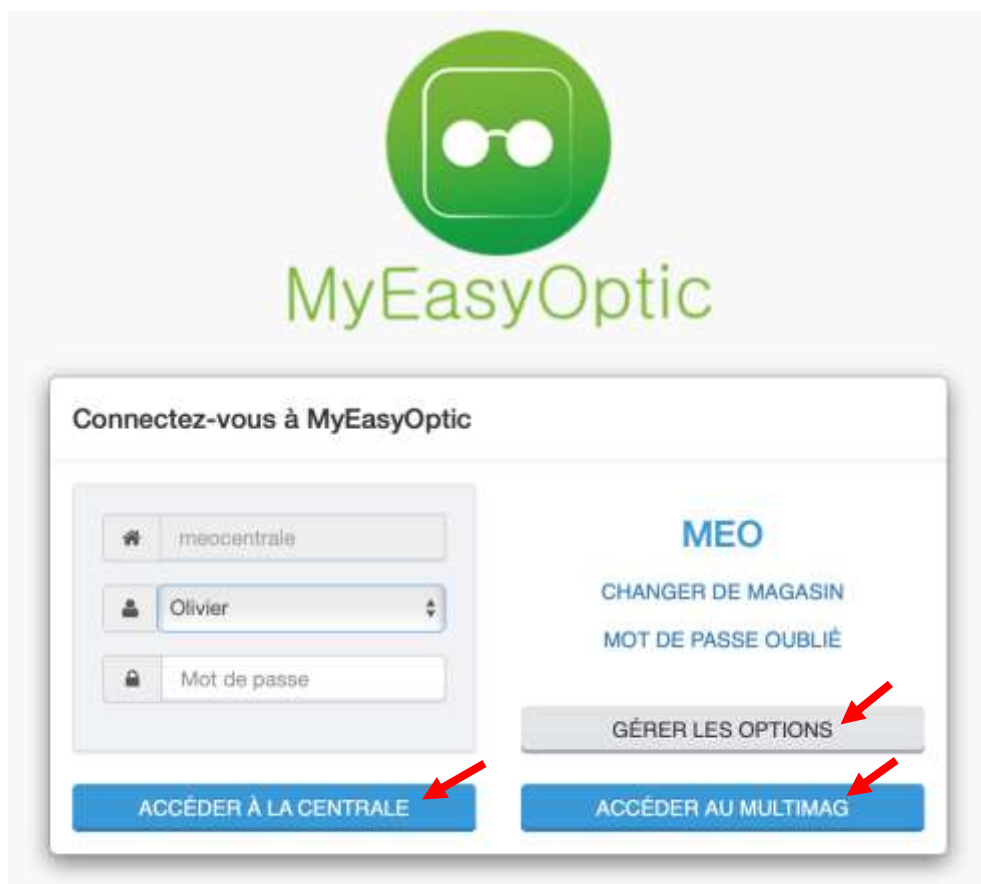 MyEasyOptic
Connectez-vous à MyEasyOptic
meocentrale
Olivier
Mot de passe
MEO
CHANGER DE MAGASIN
MOT DE PASSE OUBLIÉ
GÉRER LES OPTIONS
ACCÉDER À LA CENTRALE
ACCÉDER AU MULTIMAG